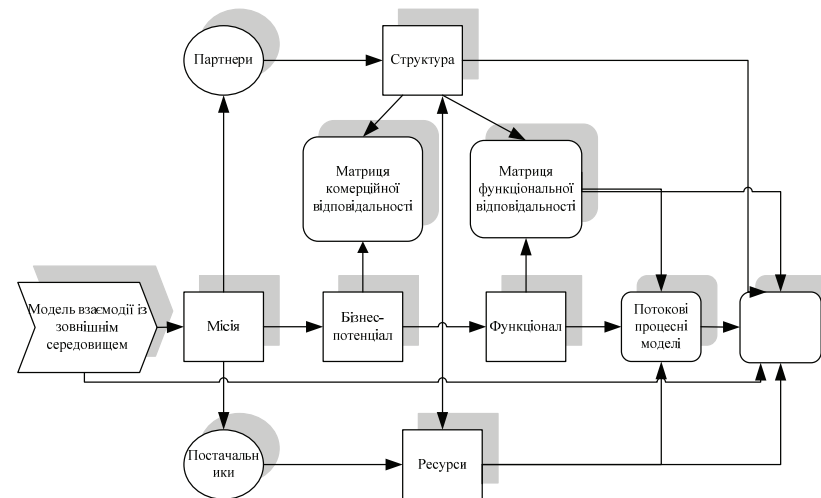 Партнери
Структура
Матриця
комерційної
відповідальності
Матриця
функціональної
відповідальності
Модель взаємодії із
зовнішнім
середовищем
Місія
Бізнес-
потенціал
Функціонал
Потокові
процесні
моделі
Постачальн
ики
Ресурси